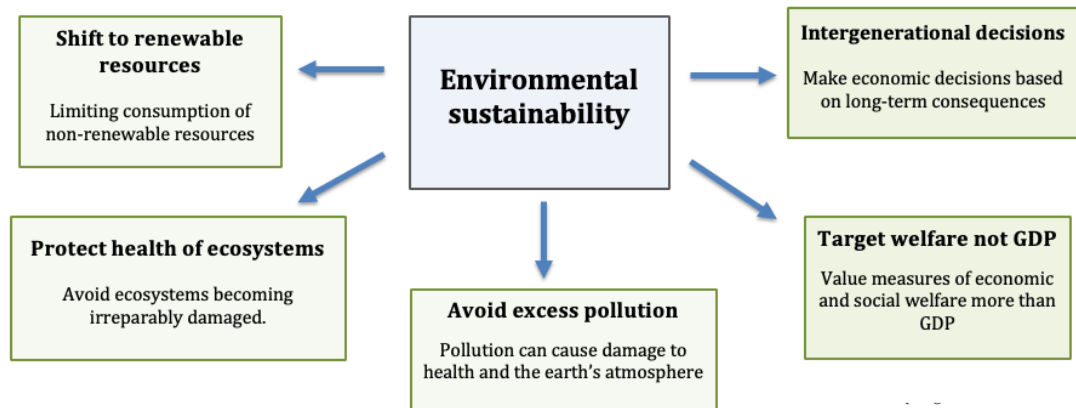 Shift to renewable
resources
Limiting consumption of
non-renewable resources
Environmental
sustainability
Intergenerational decisions
Make economic decisions based
on long-term consequences
Protect health of ecosystems
Avoid ecosystems becoming
irreparably damaged.
Avoid excess pollution
Pollution can cause damage to
health and the earth’s atmosphere
Target welfare not GDP
Value measures of economic
and social welfare more than
GDP